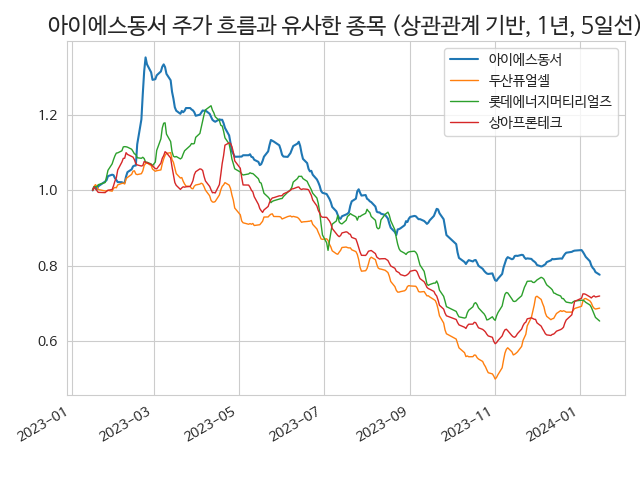 아이에스동서 주가 흐름과 유사한 종목 (상관관계 기반, 1년, 5일선)
아이에스동서
두산퓨얼셀
롯데에너지머티리얼즈
상아프론테크
1.2
1.0
0.8
0.6
2023-01
2023-03
2023-05
2023-07
2023-09
2023-11
2024-01